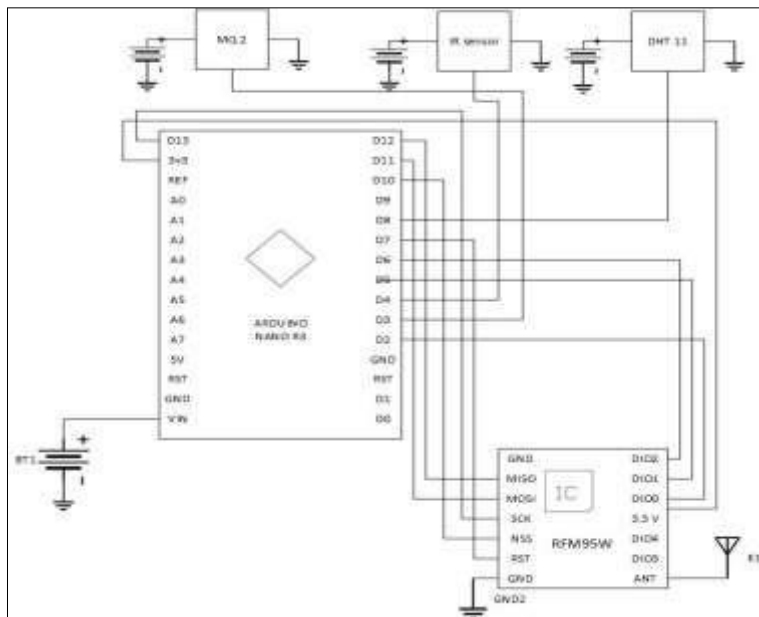 MQ.2
IR sensor
DHT 11
D13
3v3
REF
A0
A1
A2
A3
A4
A5
A6
A7
5V
RST
GND
VIN
D12
D11
D10
D9
D8
D7
D6
D5
D4
D3
D2
GND
RST
D1
D0
ARDUINO
NANO R3
BT1
GND
MISO
MOSI
SCK
NSS
RST
GND
IC
RFM95W
DIO2
DIO1
DIO0
3.3 V
DIO4
DIO5
ANT
GND2